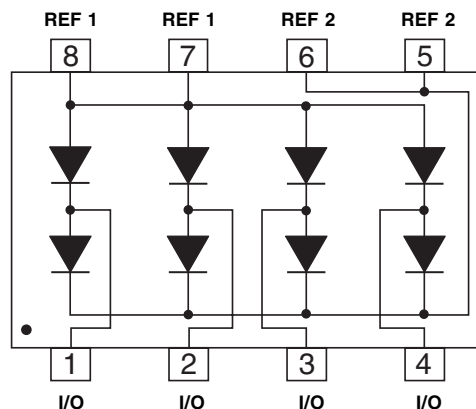 REF 1 REF 1 REF 2 REF 2
8 7 6 5
1 2 3 4
I/O I/O I/O I/O